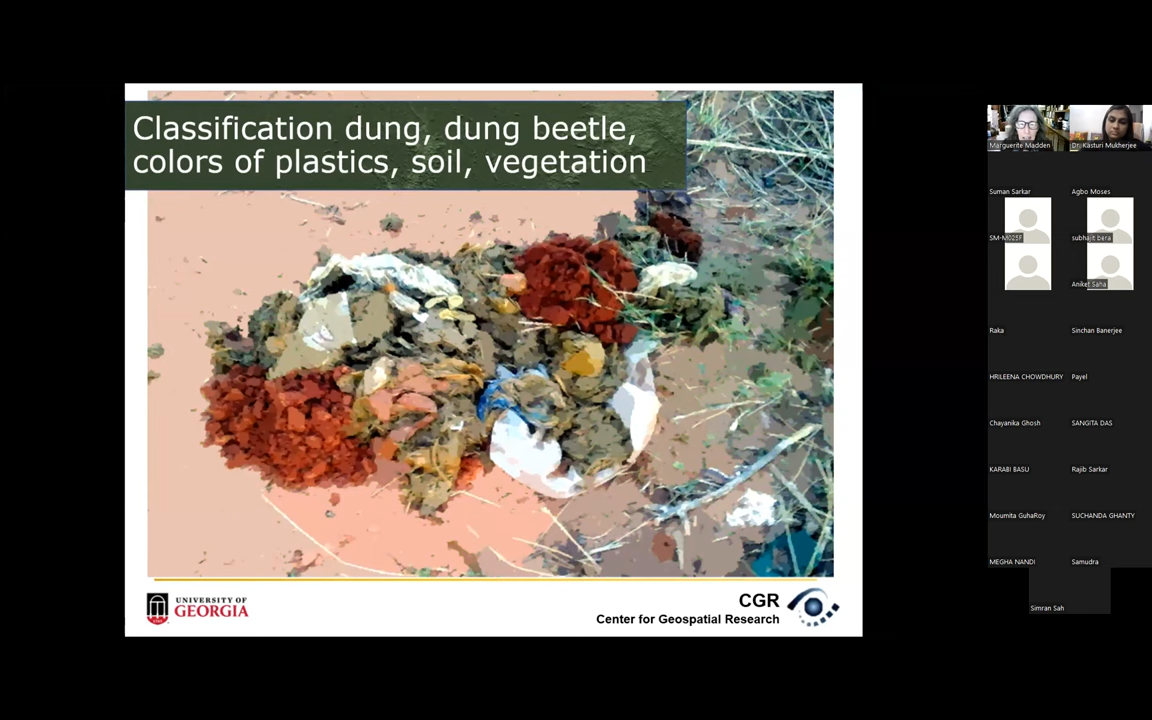 Classification dung, dung beetle,
colors of plastics, soil, vegetation
UNIVERSITY OF
GEORGIA
CGR
Center for Geospatial Research
Marguerite Madden
Dr. Kasturi Mukherjee
Suman Sarkar
Agbo Moses
SM-M025F
subhajit bera
Aniket Saha
Raka
Sinchan Banerjee
HRILEENA CHOWDHURY
Payel
Chayanika Ghosh
SANGITA DAS
KARABI BASU
Rajib Sarkar
Moumita GuhaRoy
SUCHANDA GHANTY
MEGHA NANDI
Samudra
Simran Sah